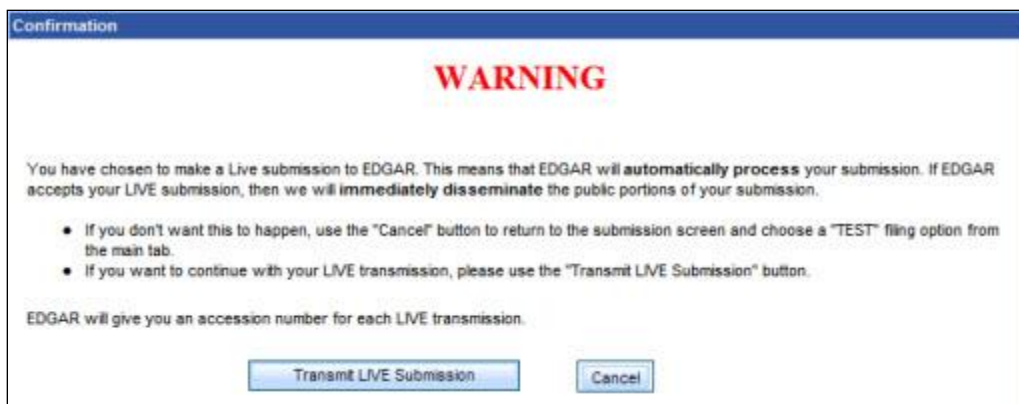 Confirmation
WARNING
You have chosen to make a Live submission to EDGAR. This means that EDGAR will automatically process your submission. If EDGAR
accepts your LIVE submission, then we will immediately disseminate the public portions of your submission.
• If you don't want this to happen, use the "Cancel" button to return to the submission screen and choose a "TEST" filing option from
the main tab.
• If you want to continue with your LIVE transmission, please use the "Transmit LIVE Submission" button.
EDGAR will give you an accession number for each LIVE transmission.
Transmit LIVE Submission Cancel